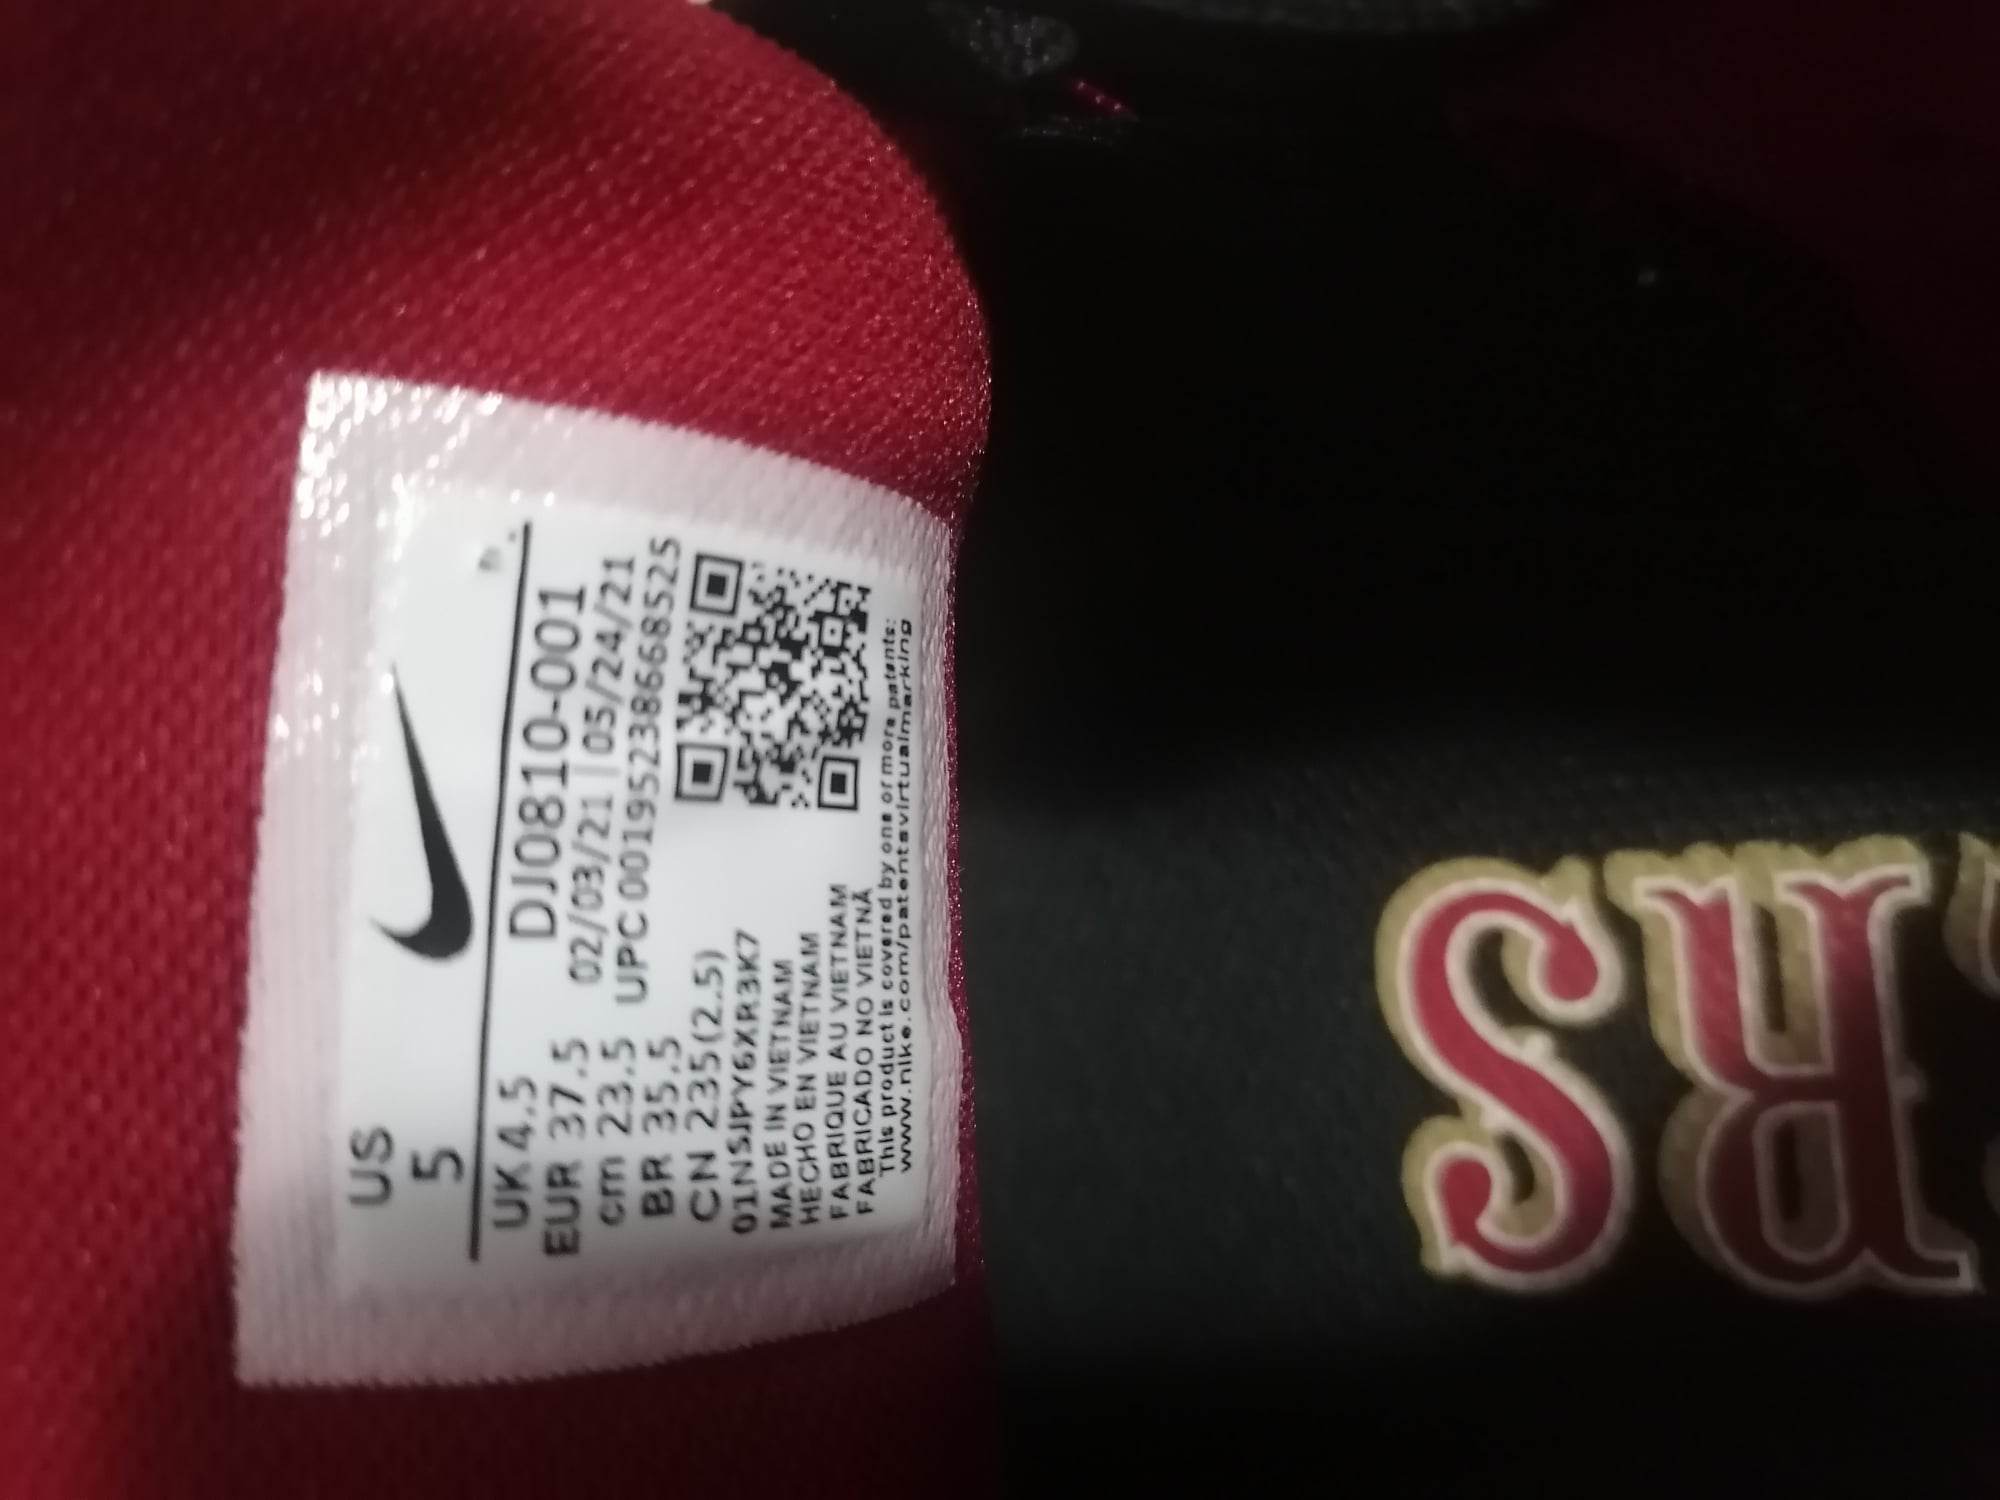 US
5
UK 4.5
EUR 37.5
cm 23.5
BR 35.5
CN 235(2.5)
DJ0810-001
02/03/21 | 05/24/21
UPC 00195238668525
01NSJPY6XR3K7
MADE IN VIETNAM
HECHO EN VIETNAM
FABRIQUE AU VIETNAM
FABRICADO NO VIETNÃ
This product is covered by one or more patents:
www.nike.com/patentsvirtualmarking
RS